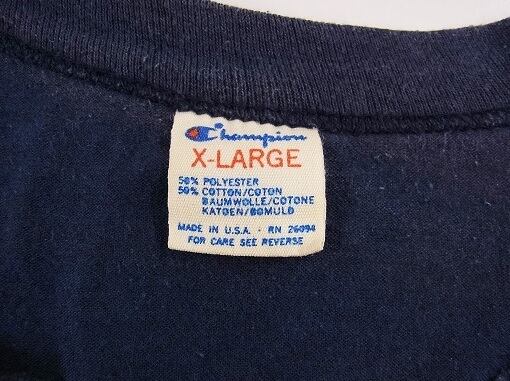 Champion
X-LARGE
50% POLYESTER
50% COTTON/COTON
BAUMWOLLE/COTONE
KATOEN/BOMULD
MADE IN U.S.A. - RN 26094
FOR CARE SEE REVERSE